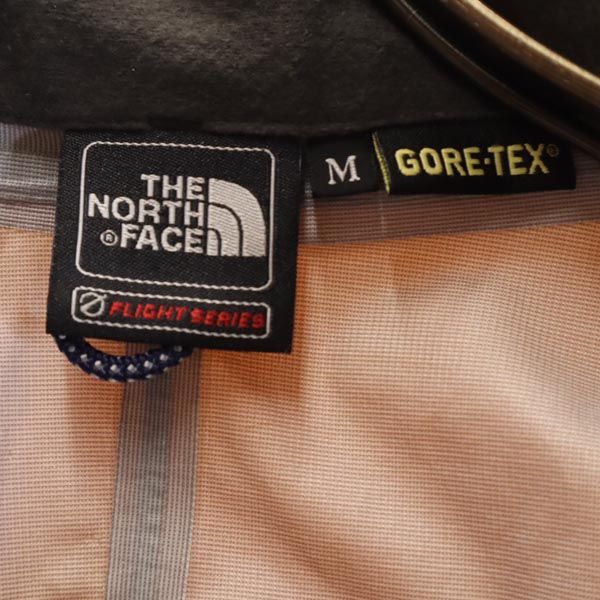 THE
NORTH
® FACE
FLIGHT SERIES
M
GORE-TEX®